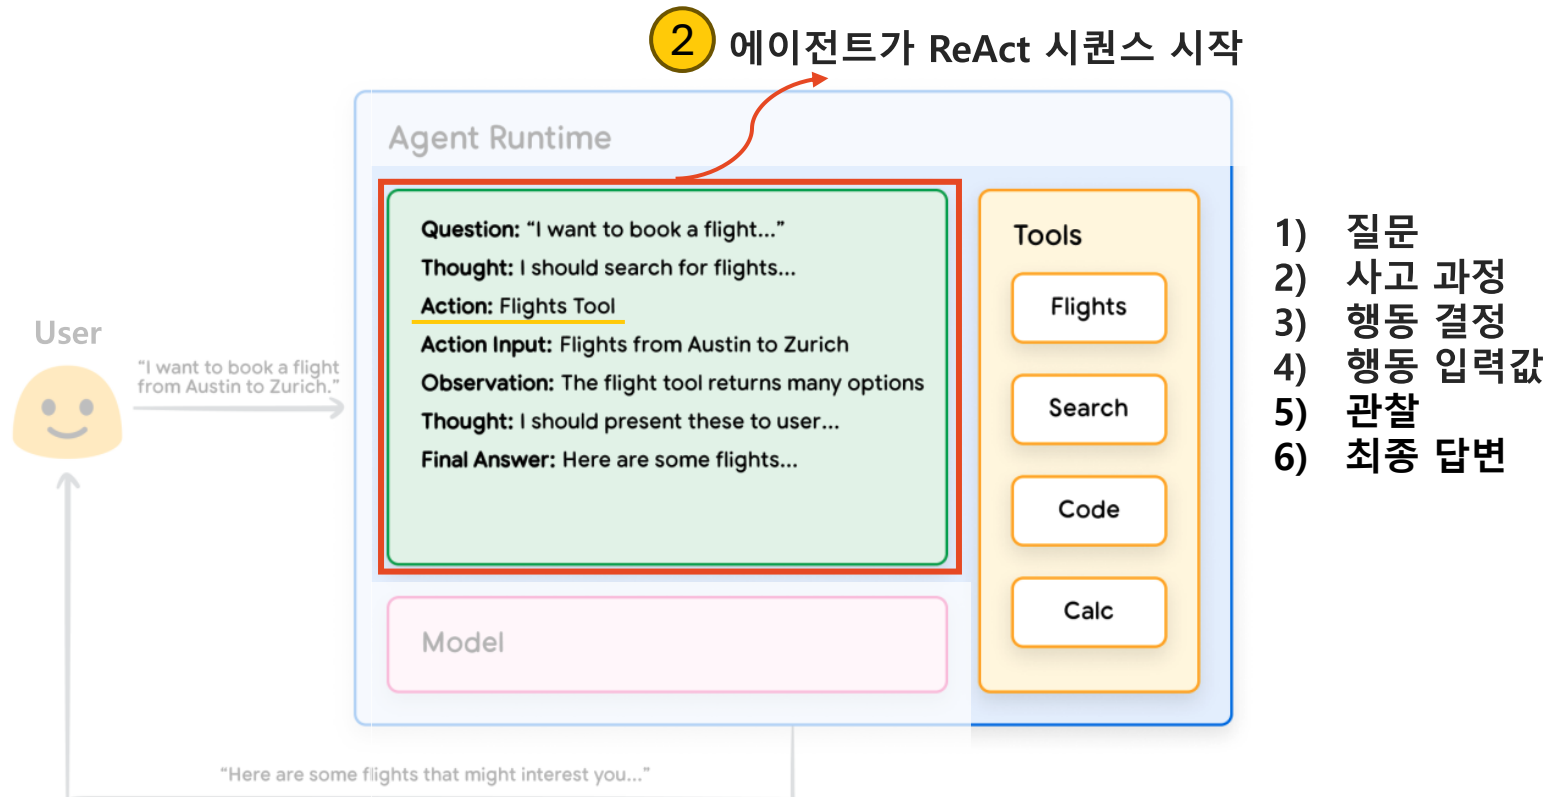 2 에이전트가 ReAct 시퀀스 시작
Agent Runtime
Question: “I want to book a flight...”
Thought: I should search for flights...
Action: Flights Tool
Action Input: Flights from Austin to Zurich
Observation: The flight tool returns many options
Thought: I should present these to user...
Final Answer: Here are some flights...
Model
Tools
Flights
Search
Code
Calc
1) 질문
2) 사고 과정
3) 행동 결정
4) 행동 입력값
5) 관찰
6) 최종 답변
User
“I want to book a flight
from Austin to Zurich.”
“Here are some flights that might interest you...”